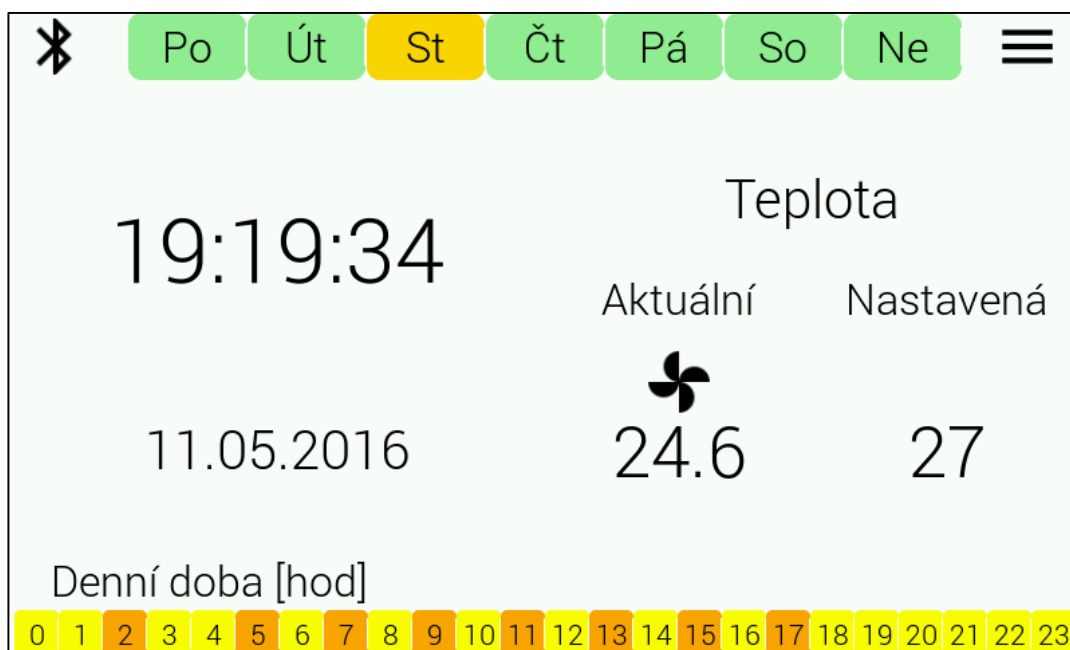 Po Út St Čt Pá So Ne
Teplota
19:19:34
Aktuální Nastavená
11.05.2016 24.6 27
Denní doba [hod]
0 1 2 3 4 5 6 7 8 9 10 11 12 13 14 15 16 17 18 19 20 21 22 23